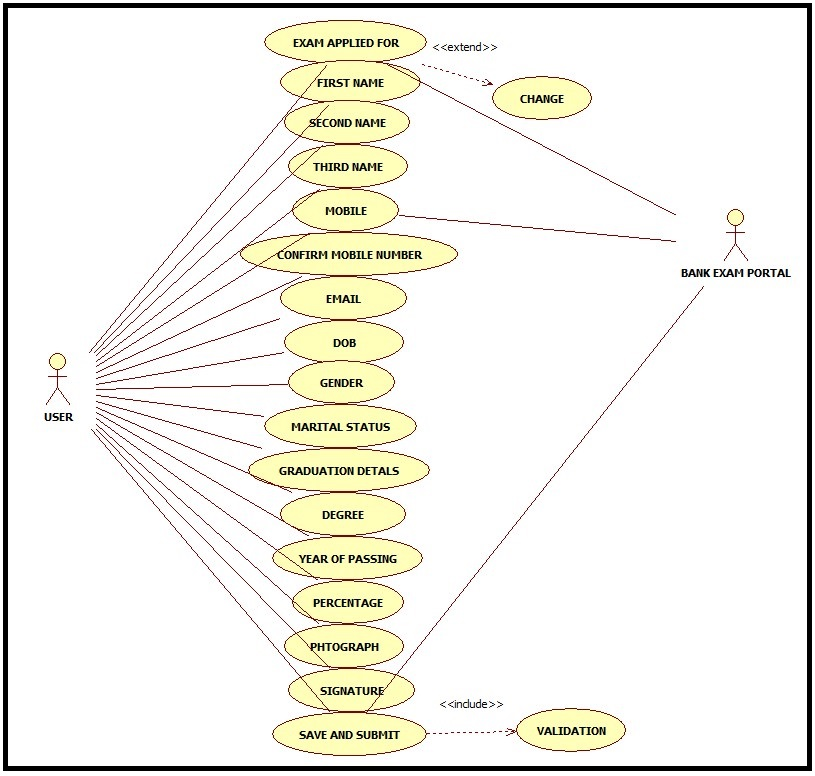 EXAM APPLIED FOR
<<extend>>
FIRST NAME
CHANGE
SECOND NAME
THIRD NAME
MOBILE
CONFIRM MOBILE NUMBER
BANK EXAM PORTAL
EMAIL
DOB
GENDER
USER
MARITAL STATUS
GRADUATION DETALS
DEGREE
YEAR OF PASSING
PERCENTAGE
PHTOGRAPH
SIGNATURE
<<include>>
SAVE AND SUBMIT
VALIDATION